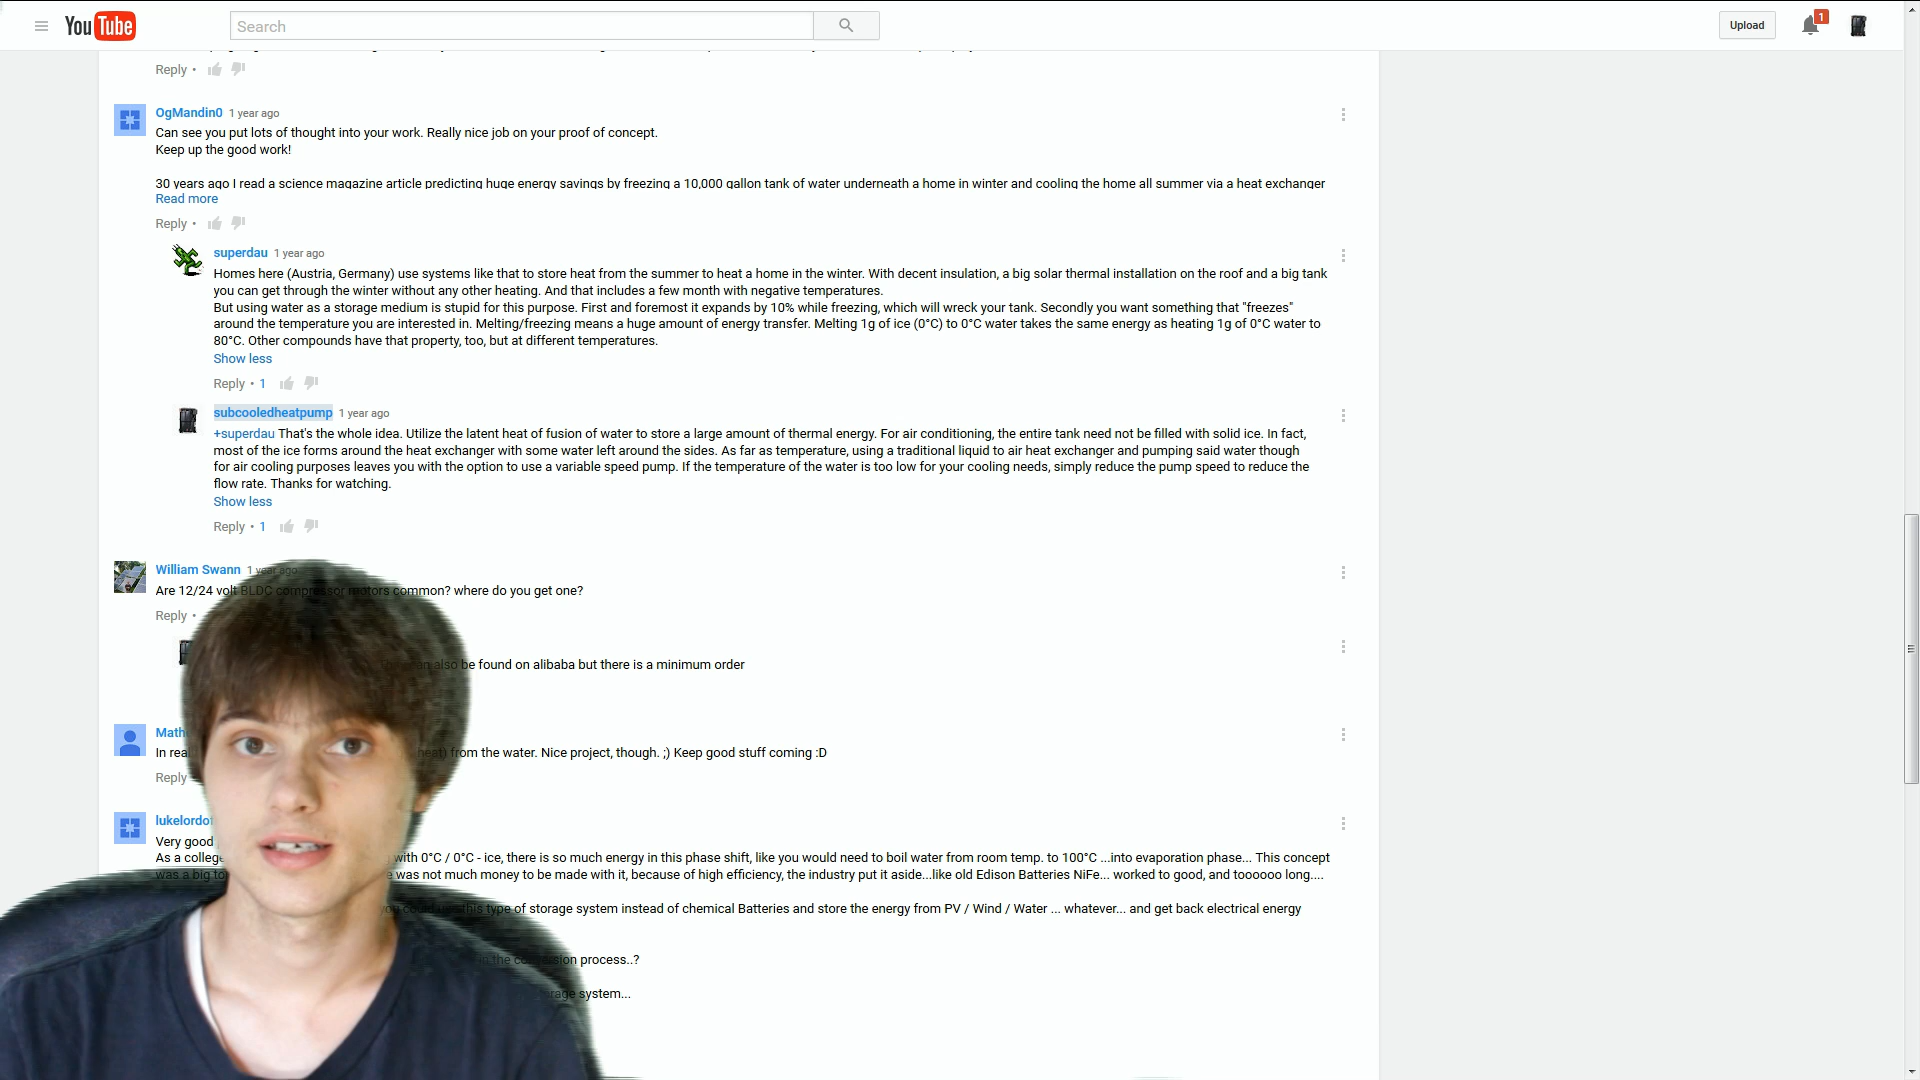 YouTube
Search
Upload
1
Reply •
OgMandin0 1 year ago
Can see you put lots of thought into your work. Really nice job on your proof of concept.
Keep up the good work!
30 years ago I read a science magazine article predicting huge energy savings by freezing a 10,000 gallon tank of water underneath a home in winter and cooling the home all summer via a heat exchanger
Read more
Reply •
superdau 1 year ago
Homes here (Austria, Germany) use systems like that to store heat from the summer to heat a home in the winter. With decent insulation, a big solar thermal installation on the roof and a big tank
you can get through the winter without any other heating. And that includes a few month with negative temperatures.
But using water as a storage medium is stupid for this purpose. First and foremost it expands by 10% while freezing, which will wreck your tank. Secondly you want something that "freezes"
around the temperature you are interested in. Melting/freezing means a huge amount of energy transfer. Melting 1g of ice (0°C) to 0°C water takes the same energy as heating 1g of 0°C water to
80°C. Other compounds have that property, too, but at different temperatures.
Show less
Reply • 1
subcooledheatpump 1 year ago
+superdau That's the whole idea. Utilize the latent heat of fusion of water to store a large amount of thermal energy. For air conditioning, the entire tank need not be filled with solid ice. In fact,
most of the ice forms around the heat exchanger with some water left around the sides. As far as temperature, using a traditional liquid to air heat exchanger and pumping said water though
for air cooling purposes leaves you with the option to use a variable speed pump. If the temperature of the water is too low for your cooling needs, simply reduce the pump speed to reduce the
flow rate. Thanks for watching.
Show less
Reply • 1
William Swann 1 year ago
Are 12/24 volt BLDC compressor motors common? where do you get one?
Reply •
also be found on alibaba but there is a minimum order
In
heat) from the water. Nice project, though. ;) Keep good stuff coming :D
Reply
Very good
As a
with 0°C / 0°C - ice, there is so much energy in this phase shift, like you would need to boil water from room temp. to 100°C ...into evaporation phase... This concept
was a big
was not much money to be made with it, because of high efficiency, the industry put it aside...like old Edison Batteries NiFe... worked to good, and toooooo long....
this type of storage system instead of chemical Batteries and store the energy from PV / Wind / Water ... whatever... and get back electrical energy
in the conversion process..?
system...